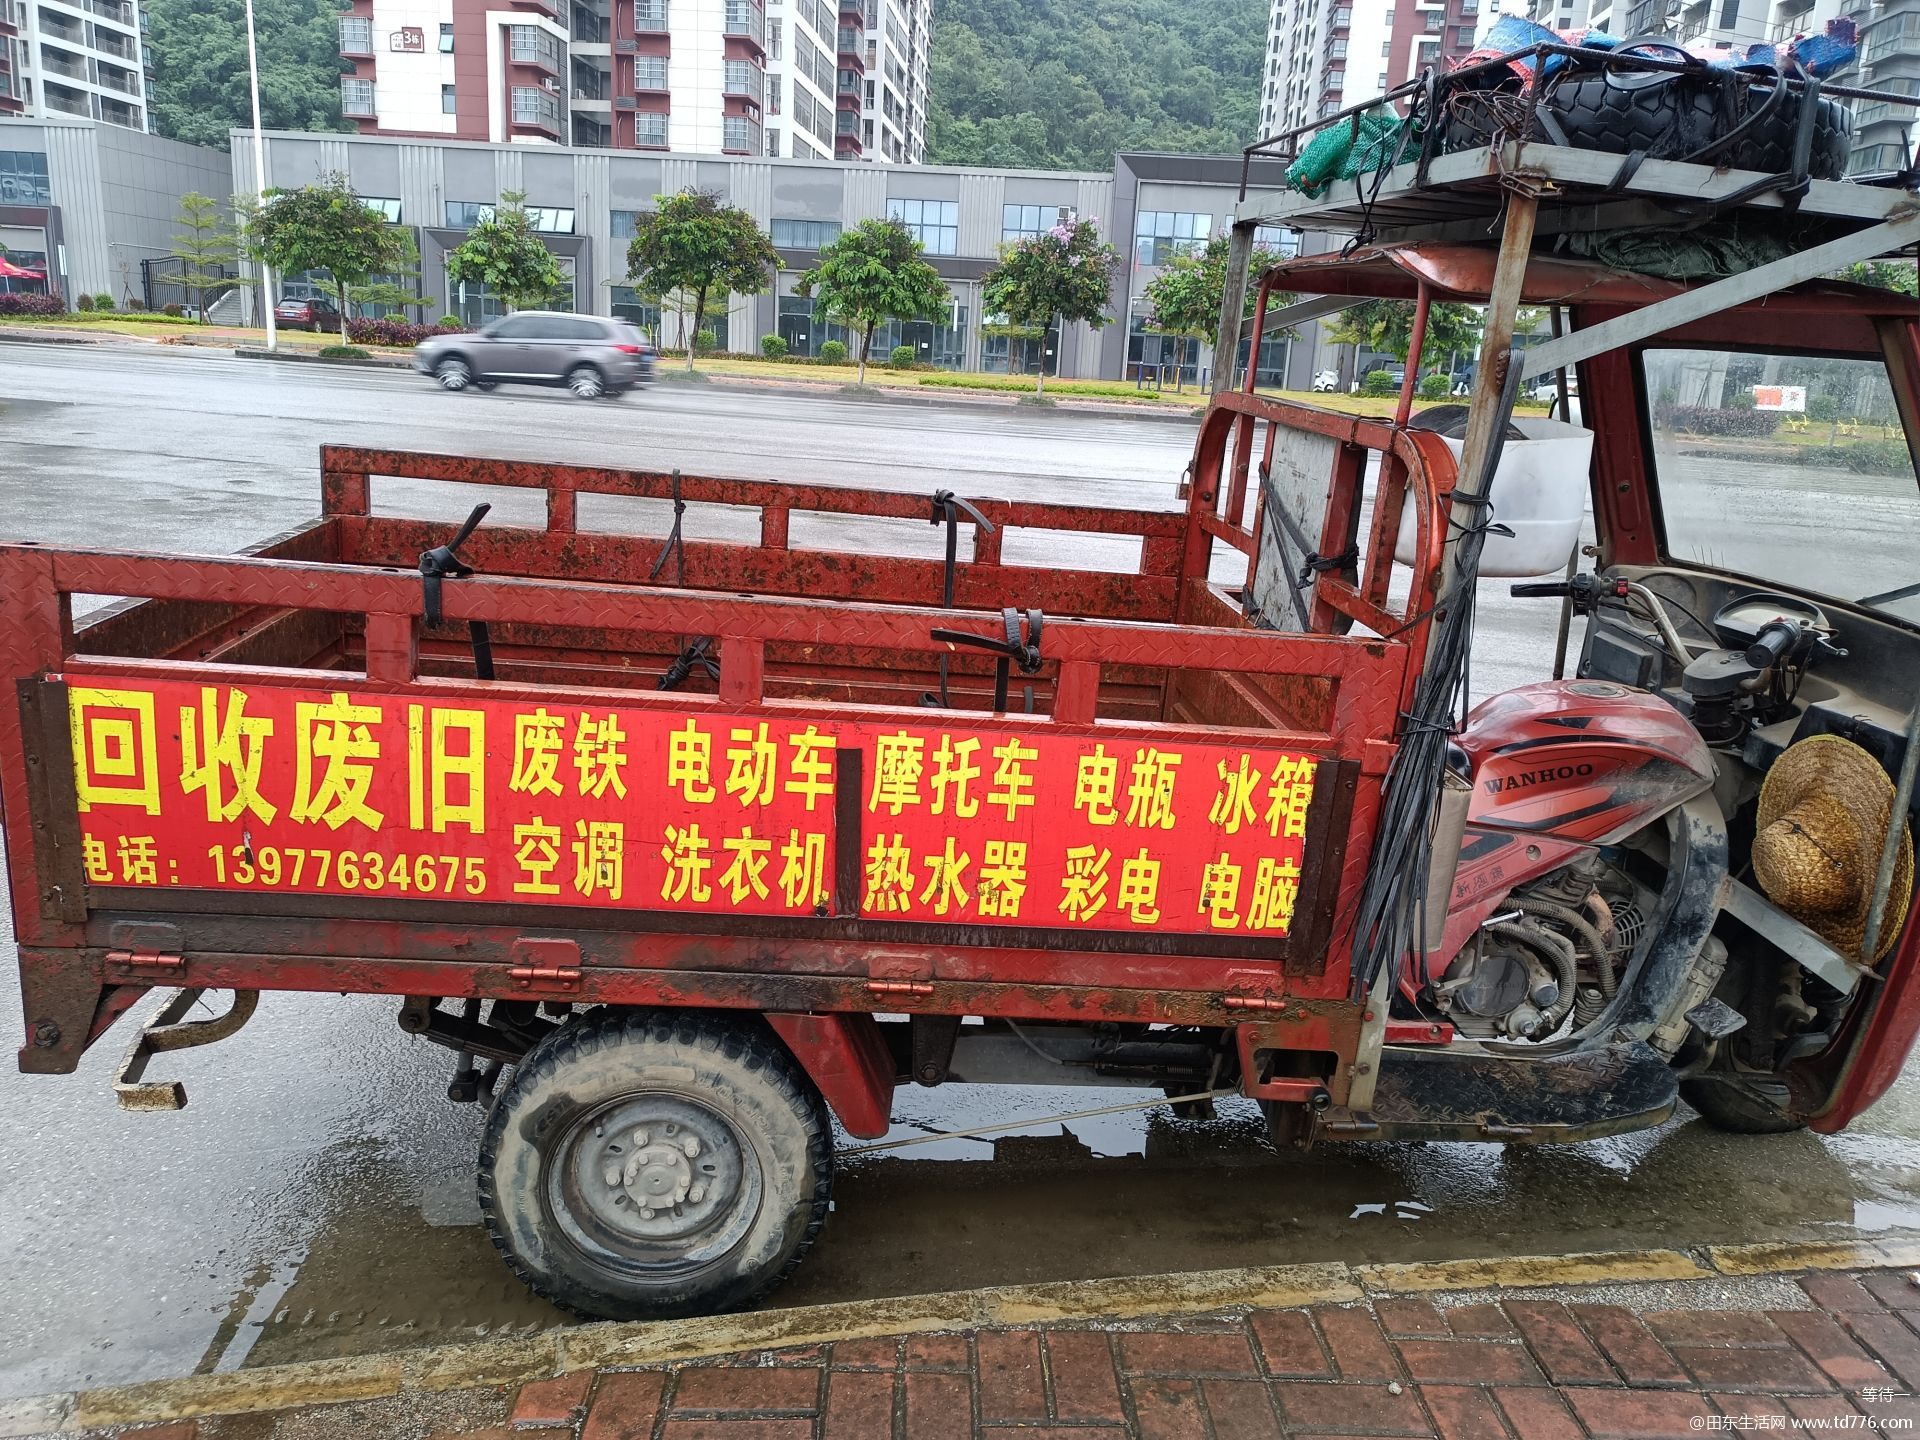 3栋
回收废旧 废铁 电动车 摩托车 电瓶 冰箱
电话：13977634675 空调 洗衣机 热水器 彩电 电脑
WANHOO
等待一
@田东生活网 www.td776.com